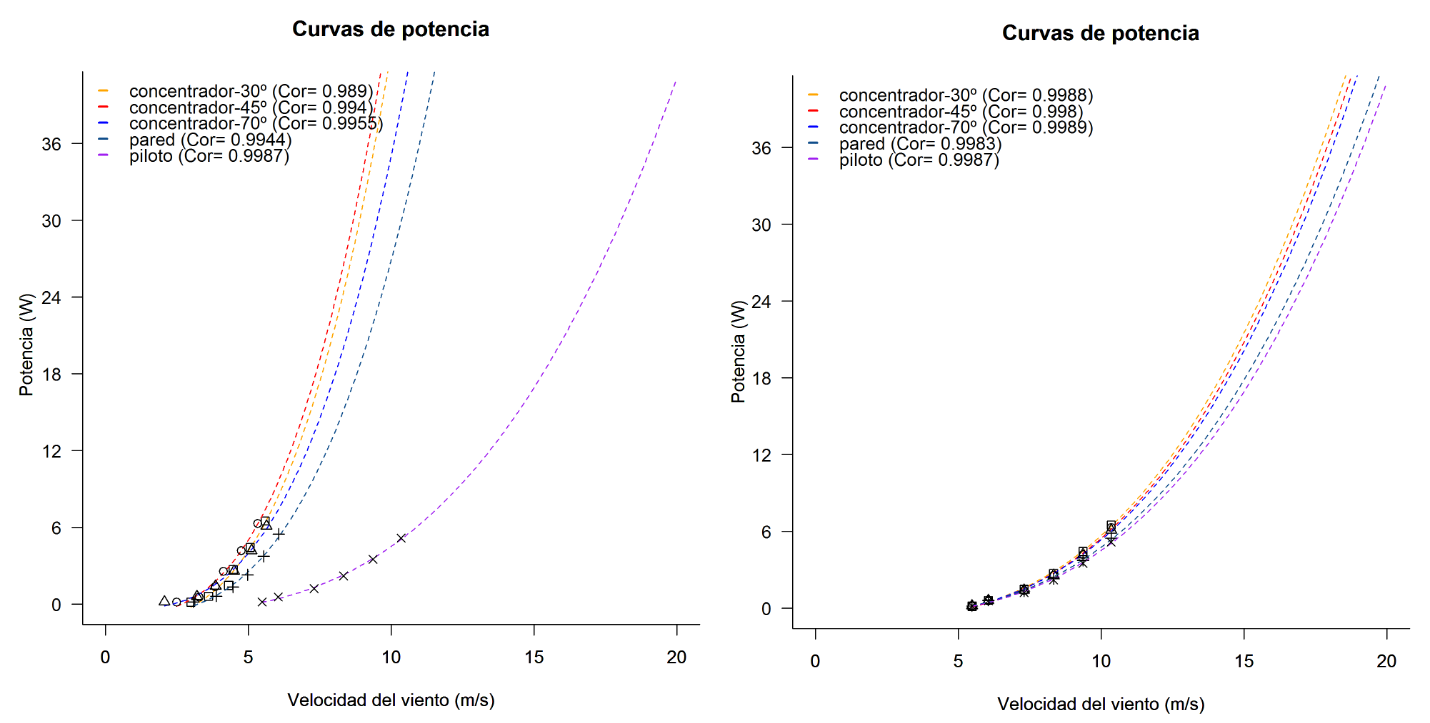 Curvas de potencia
concentrador-30º (Cor= 0.989)
concentrador-45º (Cor= 0.994)
concentrador-70º (Cor= 0.9955)
pared (Cor= 0.9944)
piloto (Cor= 0.9987)
36
30
24
18
12
6
0
Potencia (W)
0 5 10 15 20
Velocidad del viento (m/s)
Curvas de potencia
concentrador-30º (Cor= 0.9988)
concentrador-45º (Cor= 0.998)
concentrador-70º (Cor= 0.9989)
pared (Cor= 0.9983)
piloto (Cor= 0.9987)
36
30
24
18
12
6
0
Potencia (W)
0 5 10 15 20
Velocidad del viento (m/s)